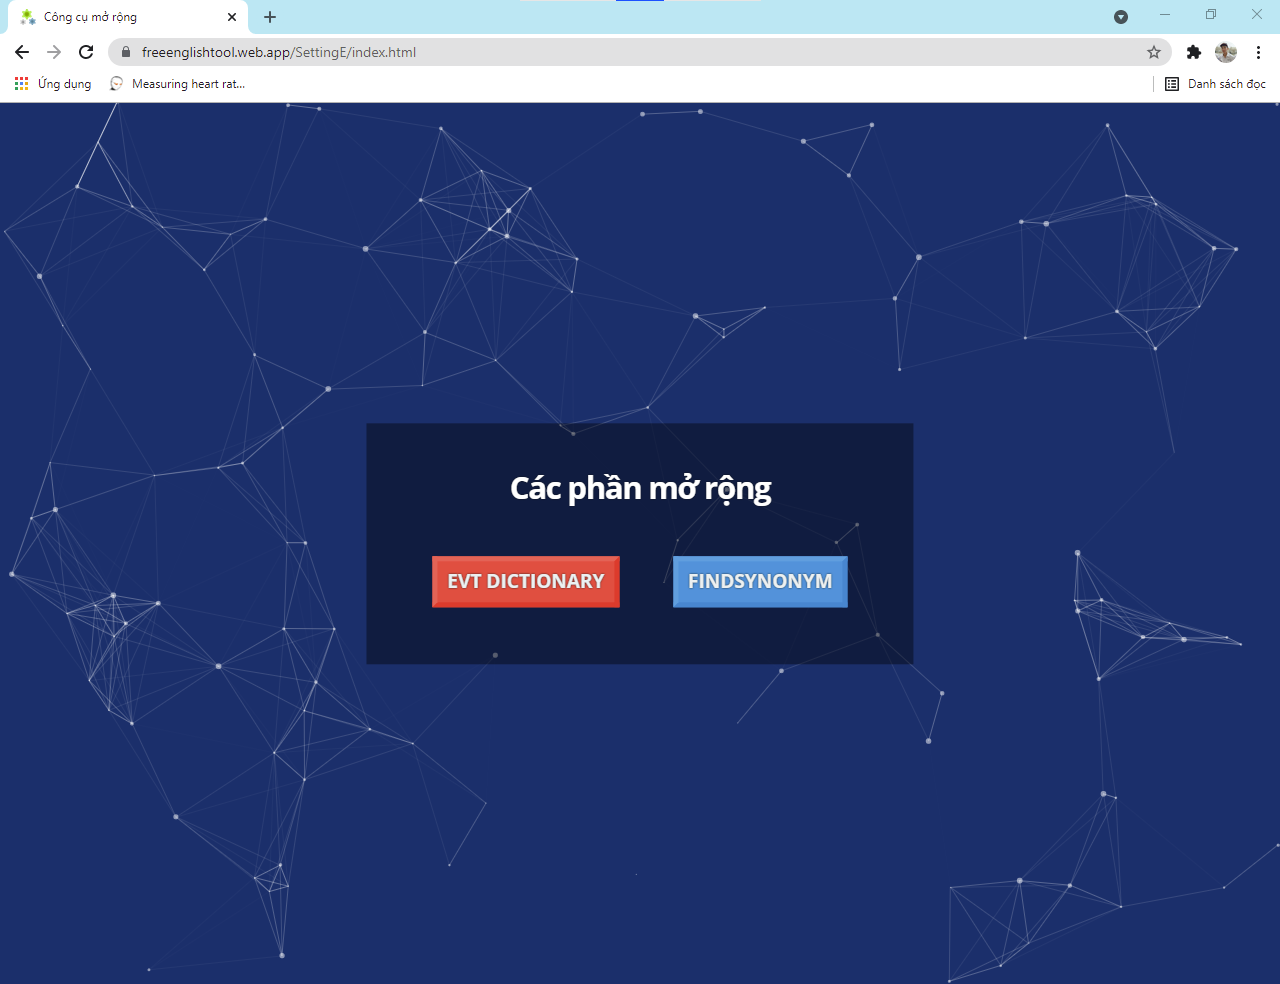 Công cụ mở rộng
freeenglishtool.web.app/SettingE/index.html
Ứng dụng
Measuring heart rat...
Danh sách đọc
Các phần mở rộng
EVT DICTIONARY
FINDSYNONYM